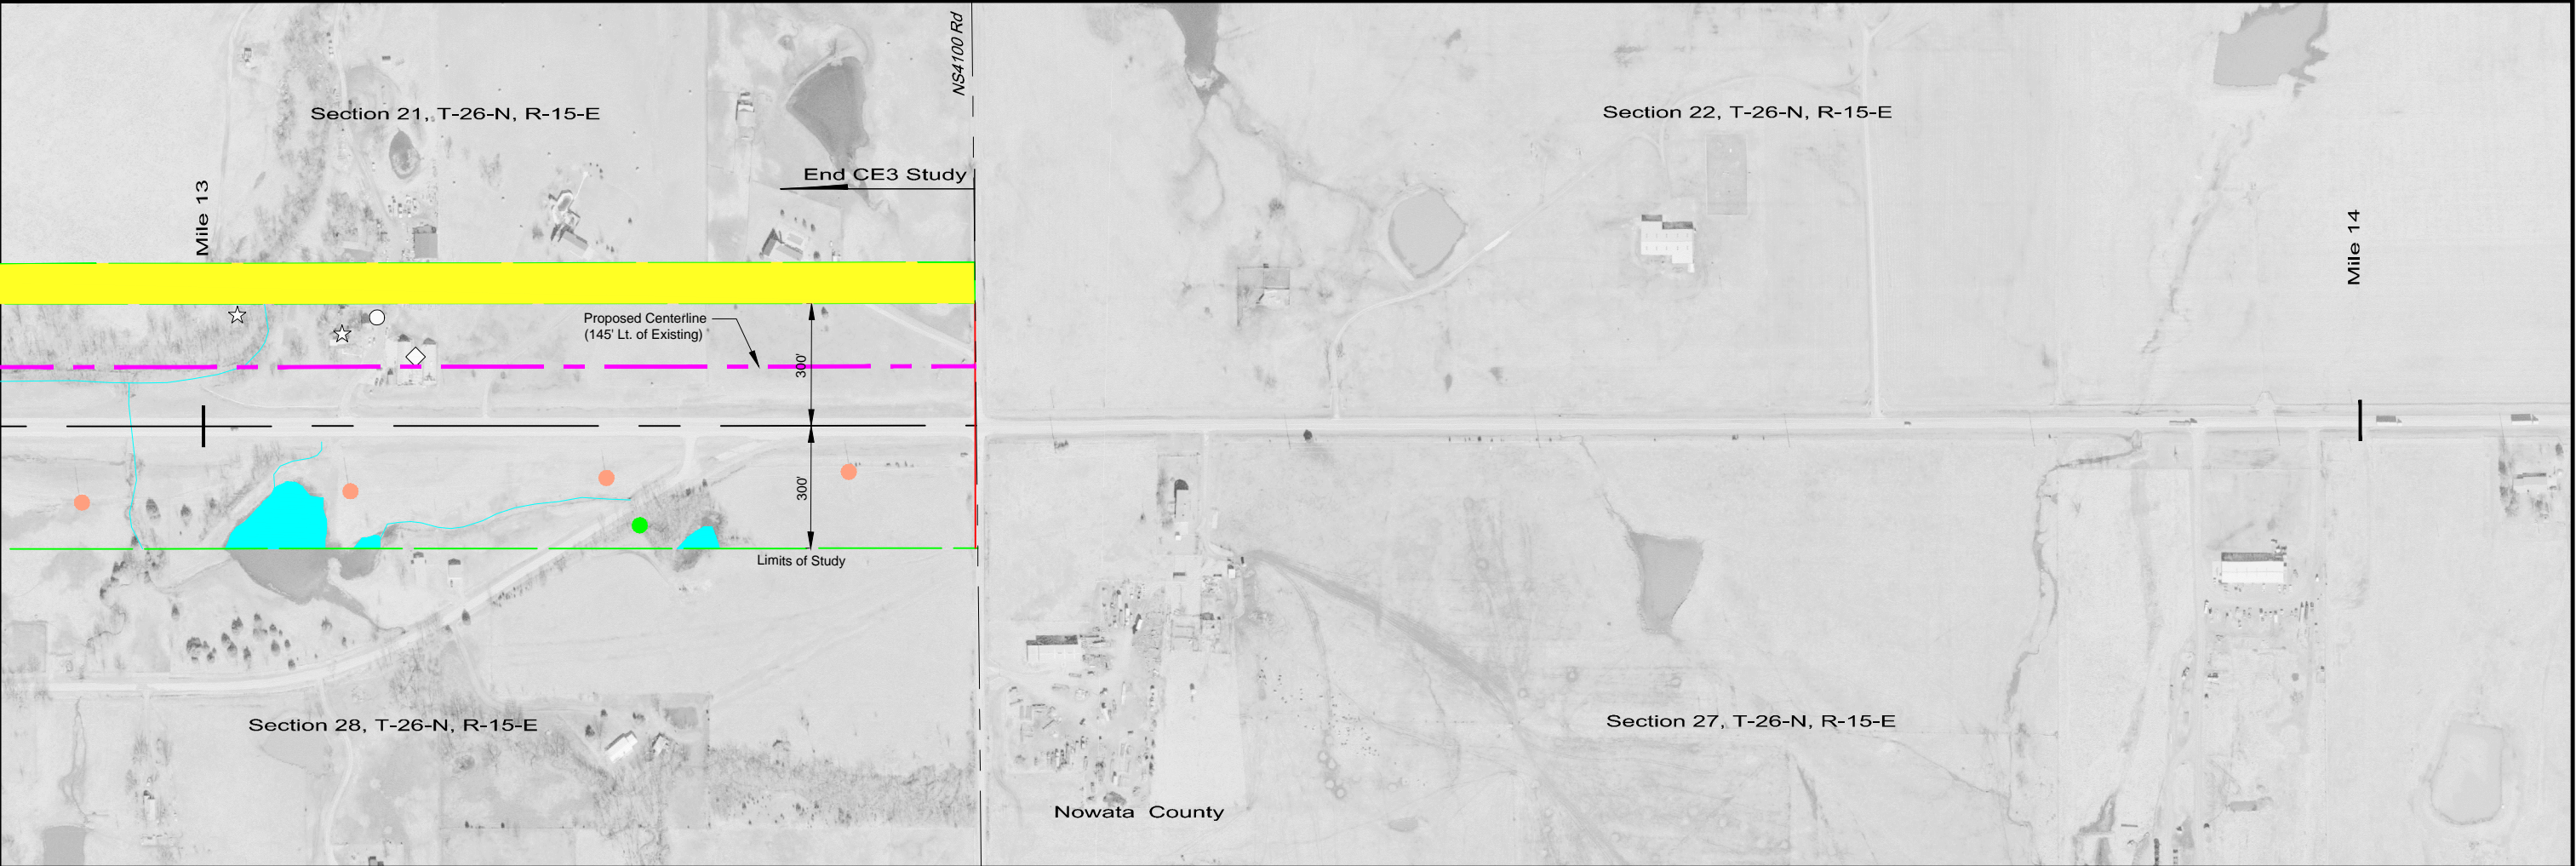 NS4100 Rd
Section 21, T-26-N, R-15-E
Section 22, T-26-N, R-15-E
End CE3 Study
Mile 13
Mile 14
Proposed Centerline
(145' Lt. of Existing)
300'
300'
Limits of Study
Section 28, T-26-N, R-15-E
Section 27, T-26-N, R-15-E
Nowata County